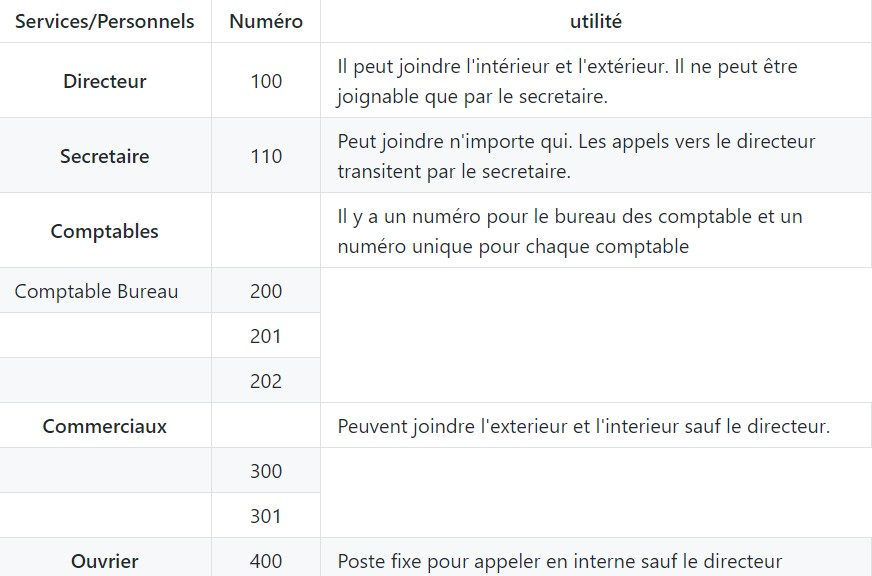 Services/Personnels Numéro utilité
Directeur 100 Il peut joindre l'intérieur et l'extérieur. Il ne peut être
joignable que par le secretaire.
Secretaire 110 Peut joindre n'importe qui. Les appels vers le directeur
transitent par le secretaire.
Comptables Il y a un numéro pour le bureau des comptable et un
numéro unique pour chaque comptable
Comptable Bureau 200
201
202
Commerciaux Peuvent joindre l'exterieur et l'interieur sauf le directeur.
300
301
Ouvrier 400 Poste fixe pour appeler en interne sauf le directeur